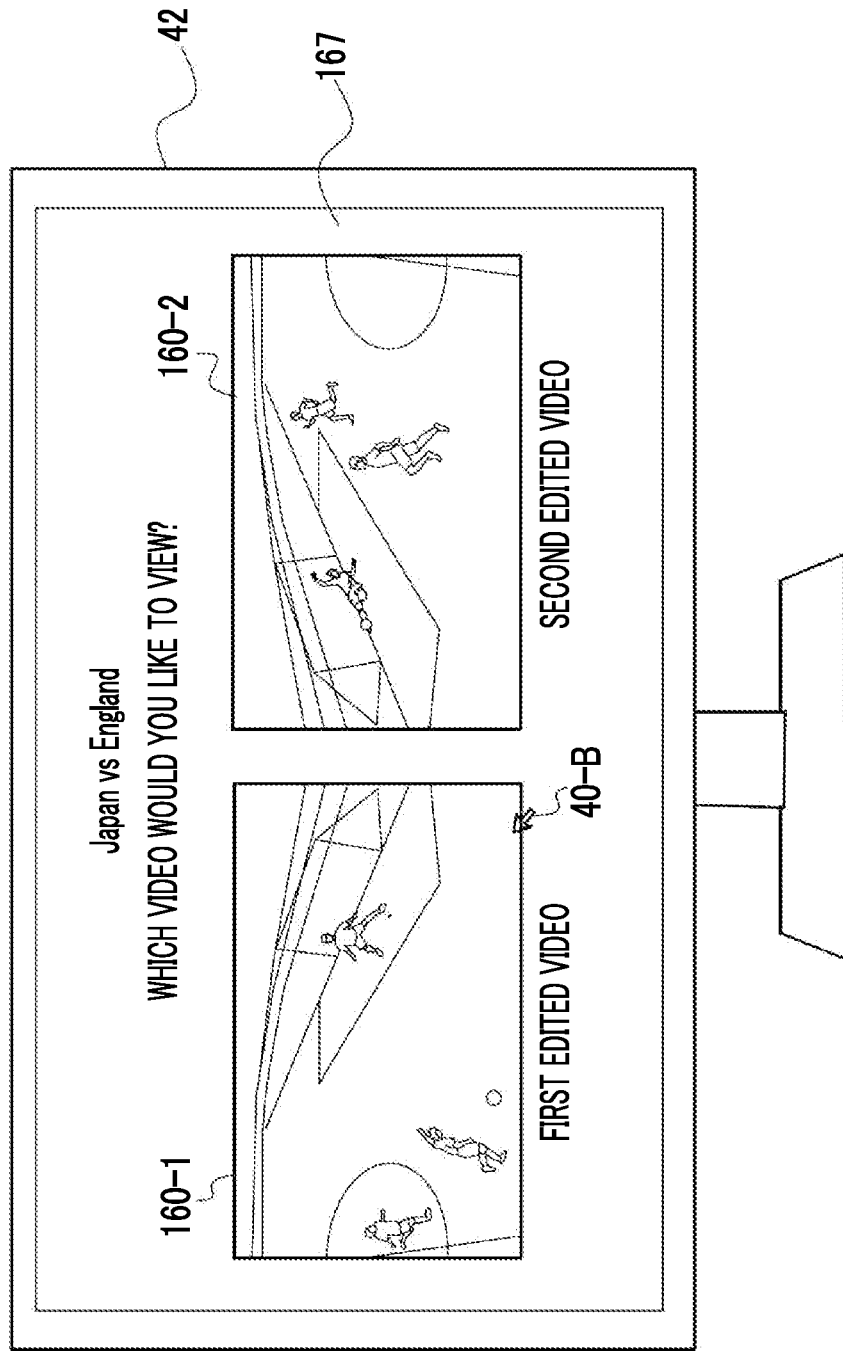 42
167
Japan vs England
WHICH VIDEO WOULD YOU LIKE TO VIEW?
160-1
160-2
40-B
FIRST EDITED VIDEO
SECOND EDITED VIDEO